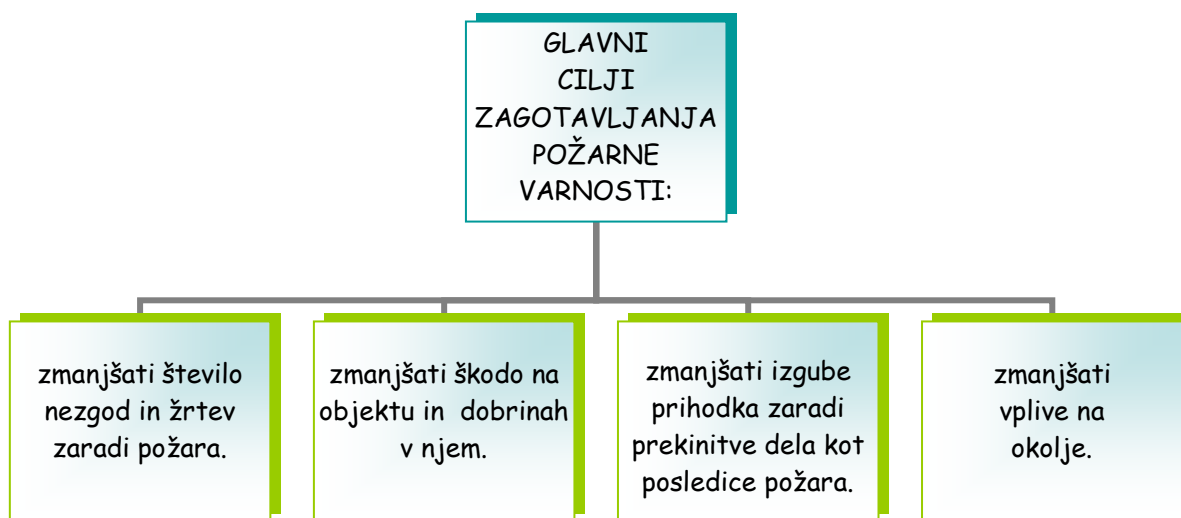 GLAVNI
CILJI
ZAGOTAVLJANJA
POŽARNE
VARNOSTI:
zmanjšati število
nezgod in žrtev
zaradi požara.
zmanjšati škodo na
objektu in dobrinah
v njem.
zmanjšati izgube
prihodka zaradi
prekinitve dela kot
posledice požara.
zmanjšati
vplive na
okolje.